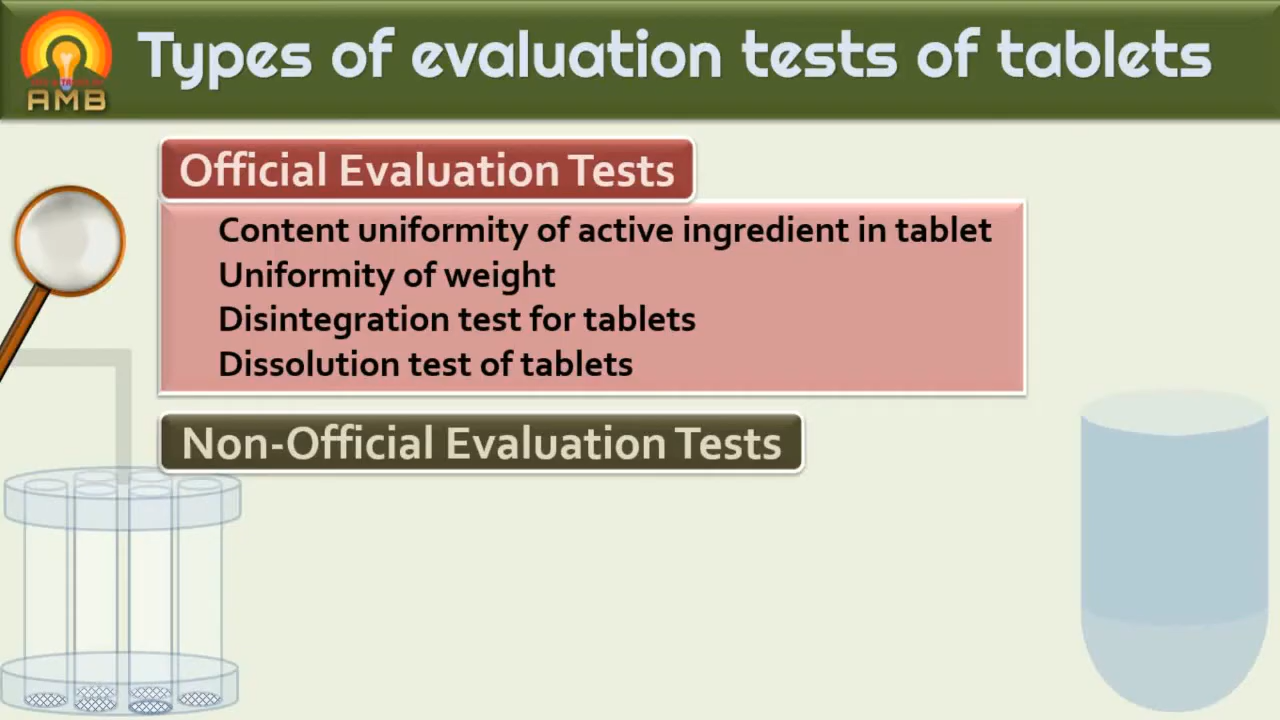 Types of evaluation tests of tablets
AMB
Official Evaluation Tests
Content uniformity of active ingredient in tablet
Uniformity of weight
Disintegration test for tablets
Dissolution test of tablets
Non-Official Evaluation Tests